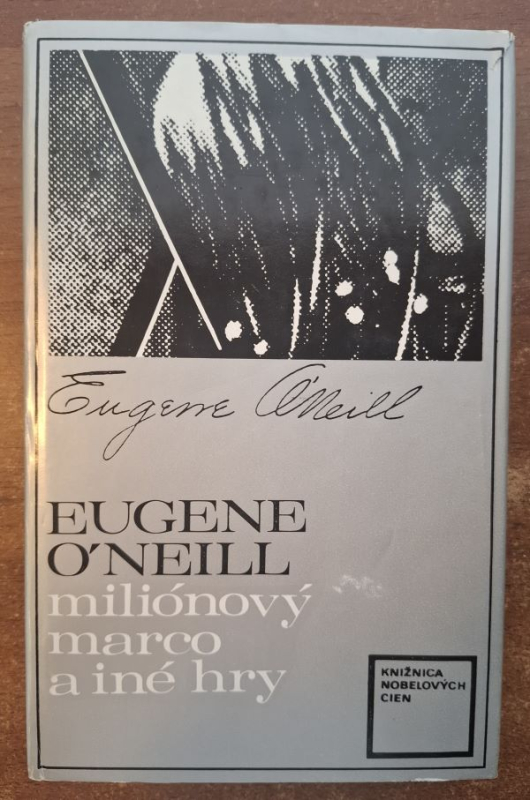 Eugene O'Neill
EUGENE
O'NEILL
miliónový
marco
a iné hry
KNIŽNICA
NOBELOVÝCH
CIEN